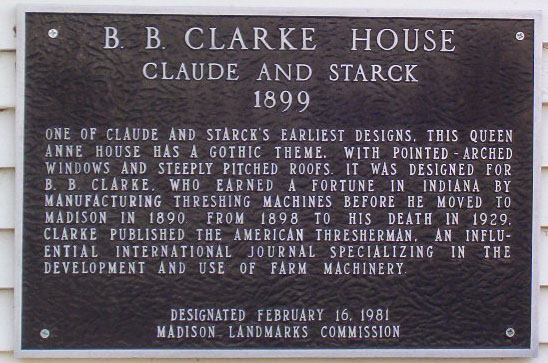 B. B. CLARKE HOUSE
CLAUDE AND STARCK
1899
ONE OF CLAUDE AND STARCK'S EARLIEST DESIGNS, THIS QUEEN
ANNE HOUSE HAS A GOTHIC THEME, WITH POINTED-ARCHED
WINDOWS AND STEEPLY PITCHED ROOFS. IT WAS DESIGNED FOR
B. B. CLARKE, WHO EARNED A FORTUNE IN INDIANA BY
MANUFACTURING THRESHING MACHINES BEFORE HE MOVED TO
MADISON IN 1890. FROM 1898 TO HIS DEATH IN 1929,
CLARKE PUBLISHED THE AMERICAN THRESHERMAN, AN INFLU-
ENTIAL INTERNATIONAL JOURNAL SPECIALIZING IN THE
DEVELOPMENT AND USE OF FARM MACHINERY.
DESIGNATED FEBRUARY 16, 1981
MADISON LANDMARKS COMMISSION